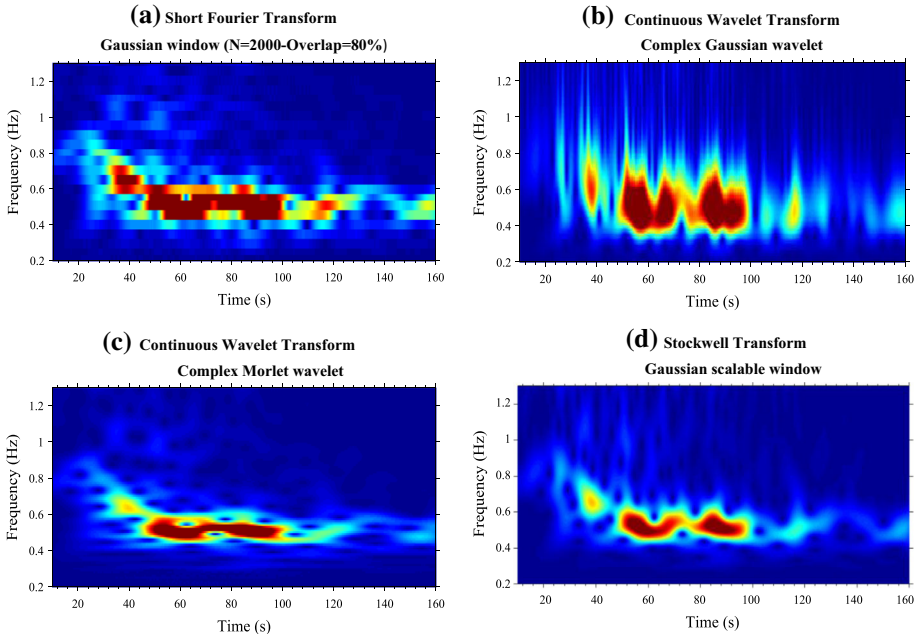 (a) Short Fourier Transform
Gaussian window (N=2000-Overlap=80%)
1.2
1
0.8
0.6
0.4
0.2
Frequency (Hz)
20 40 60 80 100 120 140 160
Time (s)
(b) Continuous Wavelet Transform
Complex Gaussian wavelet
1.2
1
0.8
0.6
0.4
0.2
Frequency (Hz)
20 40 60 80 100 120 140 160
Time (s)
(c) Continuous Wavelet Transform
Complex Morlet wavelet
1.2
1
0.8
0.6
0.4
0.2
Frequency (Hz)
20 40 60 80 100 120 140 160
Time (s)
(d) Stockwell Transform
Gaussian scalable window
1.2
1
0.8
0.6
0.4
0.2
Frequency (Hz)
20 40 60 80 100 120 140 160
Time (s)